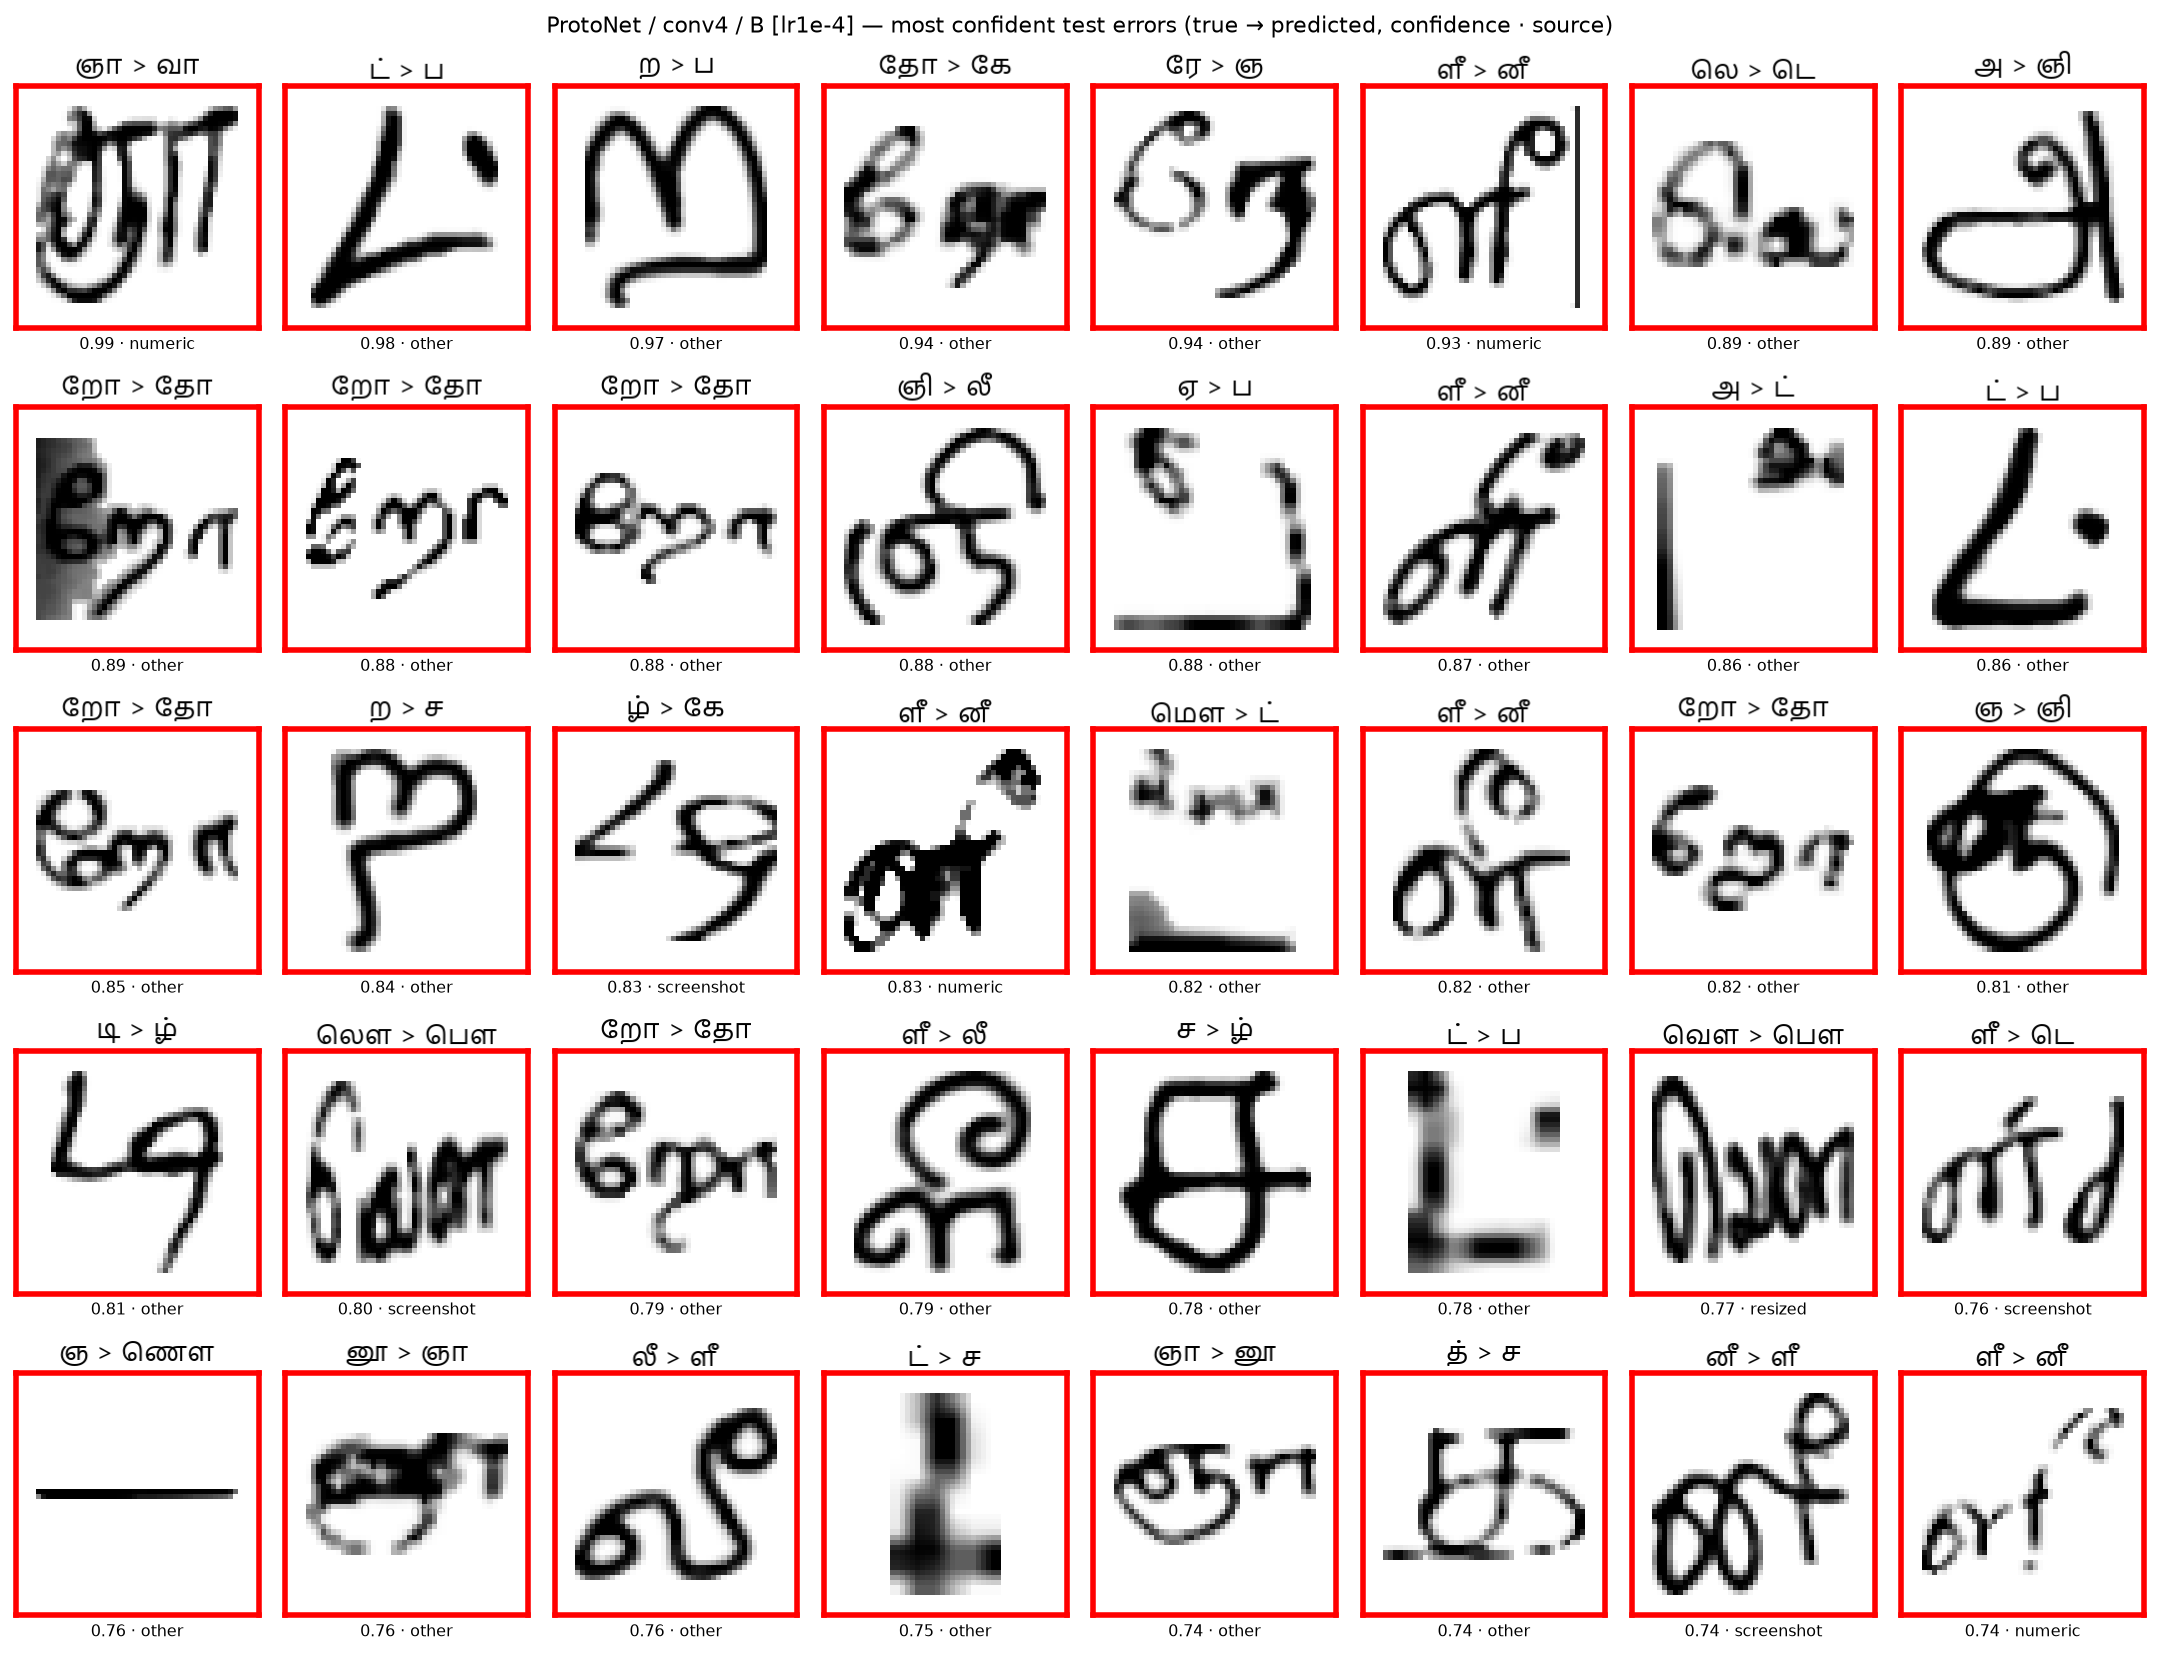 ProtoNet / conv4 / B [lr1e-4] — most confident test errors (true → predicted, confidence · source)
ஞா > வா ட் > ப ற > ப தோ > கே ரே > ஞ ளீ > னீ லெ > டெ அ > ஞி
ஞா ட் ற தோ ரே ளீ லெ அ
0.99 · numeric 0.98 · other 0.97 · other 0.94 · other 0.94 · other 0.93 · numeric 0.89 · other 0.89 · other
றோ > தோ றோ > தோ றோ > தோ ஞி > லீ ஏ > ப ளீ > னீ அ > ட் ட் > ப
றோ றோ றோ ஞி ளீ ட்
0.89 · other 0.88 · other 0.88 · other 0.88 · other 0.88 · other 0.87 · other 0.86 · other 0.86 · other
றோ > தோ ற > ச ழ் > கே ளீ > னீ மௌ > ட் ளீ > னீ றோ > தோ ஞ > ஞி
றோ ற ளீ ளீ றோ
0.85 · other 0.84 · other 0.83 · screenshot 0.83 · numeric 0.82 · other 0.82 · other 0.82 · other 0.81 · other
டி > ழ் லௌ > பௌ றோ > தோ ளீ > லீ ச > ழ் ட் > ப வௌ > பௌ ளீ > டெ
லௌ றோ ளீ ச ட் வௌ
0.81 · other 0.80 · screenshot 0.79 · other 0.79 · other 0.78 · other 0.78 · other 0.77 · resized 0.76 · screenshot
ஞ > ணௌ னூ > ஞா லீ > ளீ ட் > ச ஞா > னூ த் > ச னீ > ளீ ளீ > னீ
லீ ஞா னீ ளீ
0.76 · other 0.76 · other 0.76 · other 0.75 · other 0.74 · other 0.74 · other 0.74 · screenshot 0.74 · numeric